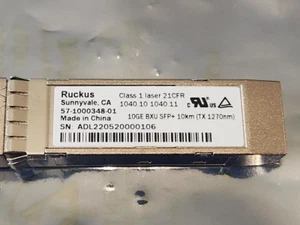 Ruckus
Sunnyvale, CA
57-1000348-01
Made in China
SN: ADL220520000106
Class 1 laser 21CFR
1040.10 1040.11
10GE BXU SFP+ 10km (TX 1270nm)